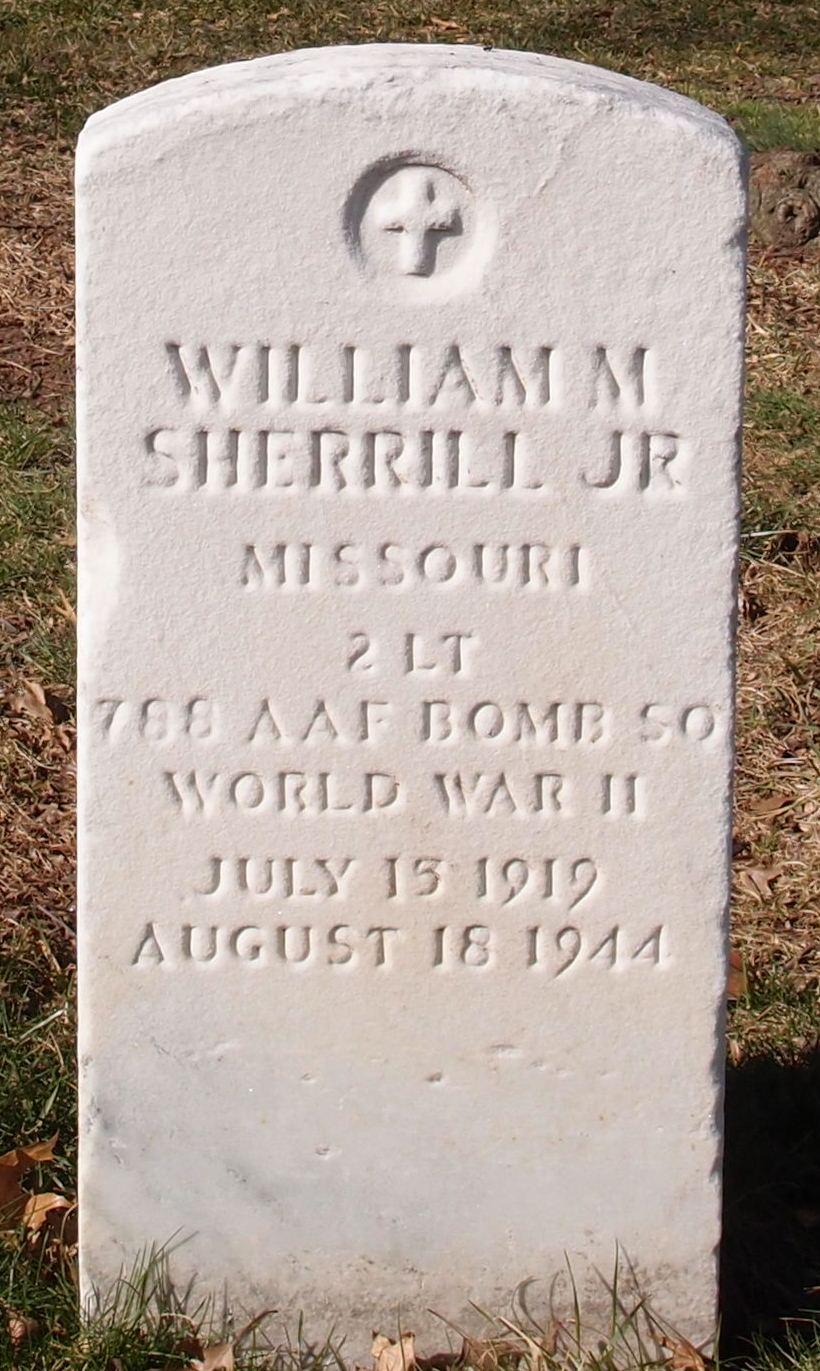 WILLIAM M
SHERRILL JR
MISSOURI
2 LT
788 AAF BOMB SQ
WORLD WAR II
JULY 15 1919
AUGUST 18 1944